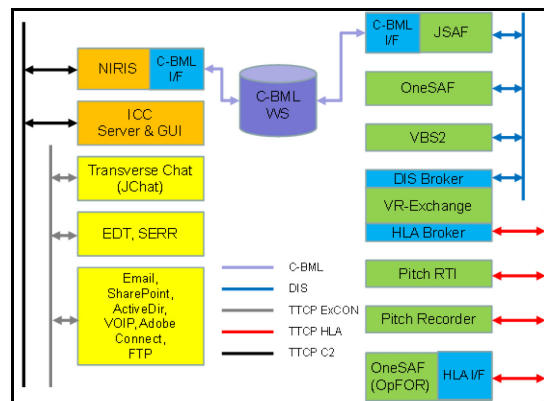 NIRIS
C-BML
I/F
ICC
Server & GUI
Transverse Chat
(JChat)
EDT, SERR
Email,
SharePoint,
ActiveDir,
VOIP, Adobe
Connect,
FTP
C-BML
WS
C-BML
I/F
JSAF
OneSAF
VBS2
DIS Broker
VR-Exchange
HLA Broker
Pitch RTI
Pitch Recorder
OneSAF
(OpFOR)
HLA I/F
C-BML
DIS
TTCP ExCON
TTCP HLA
TTCP C2